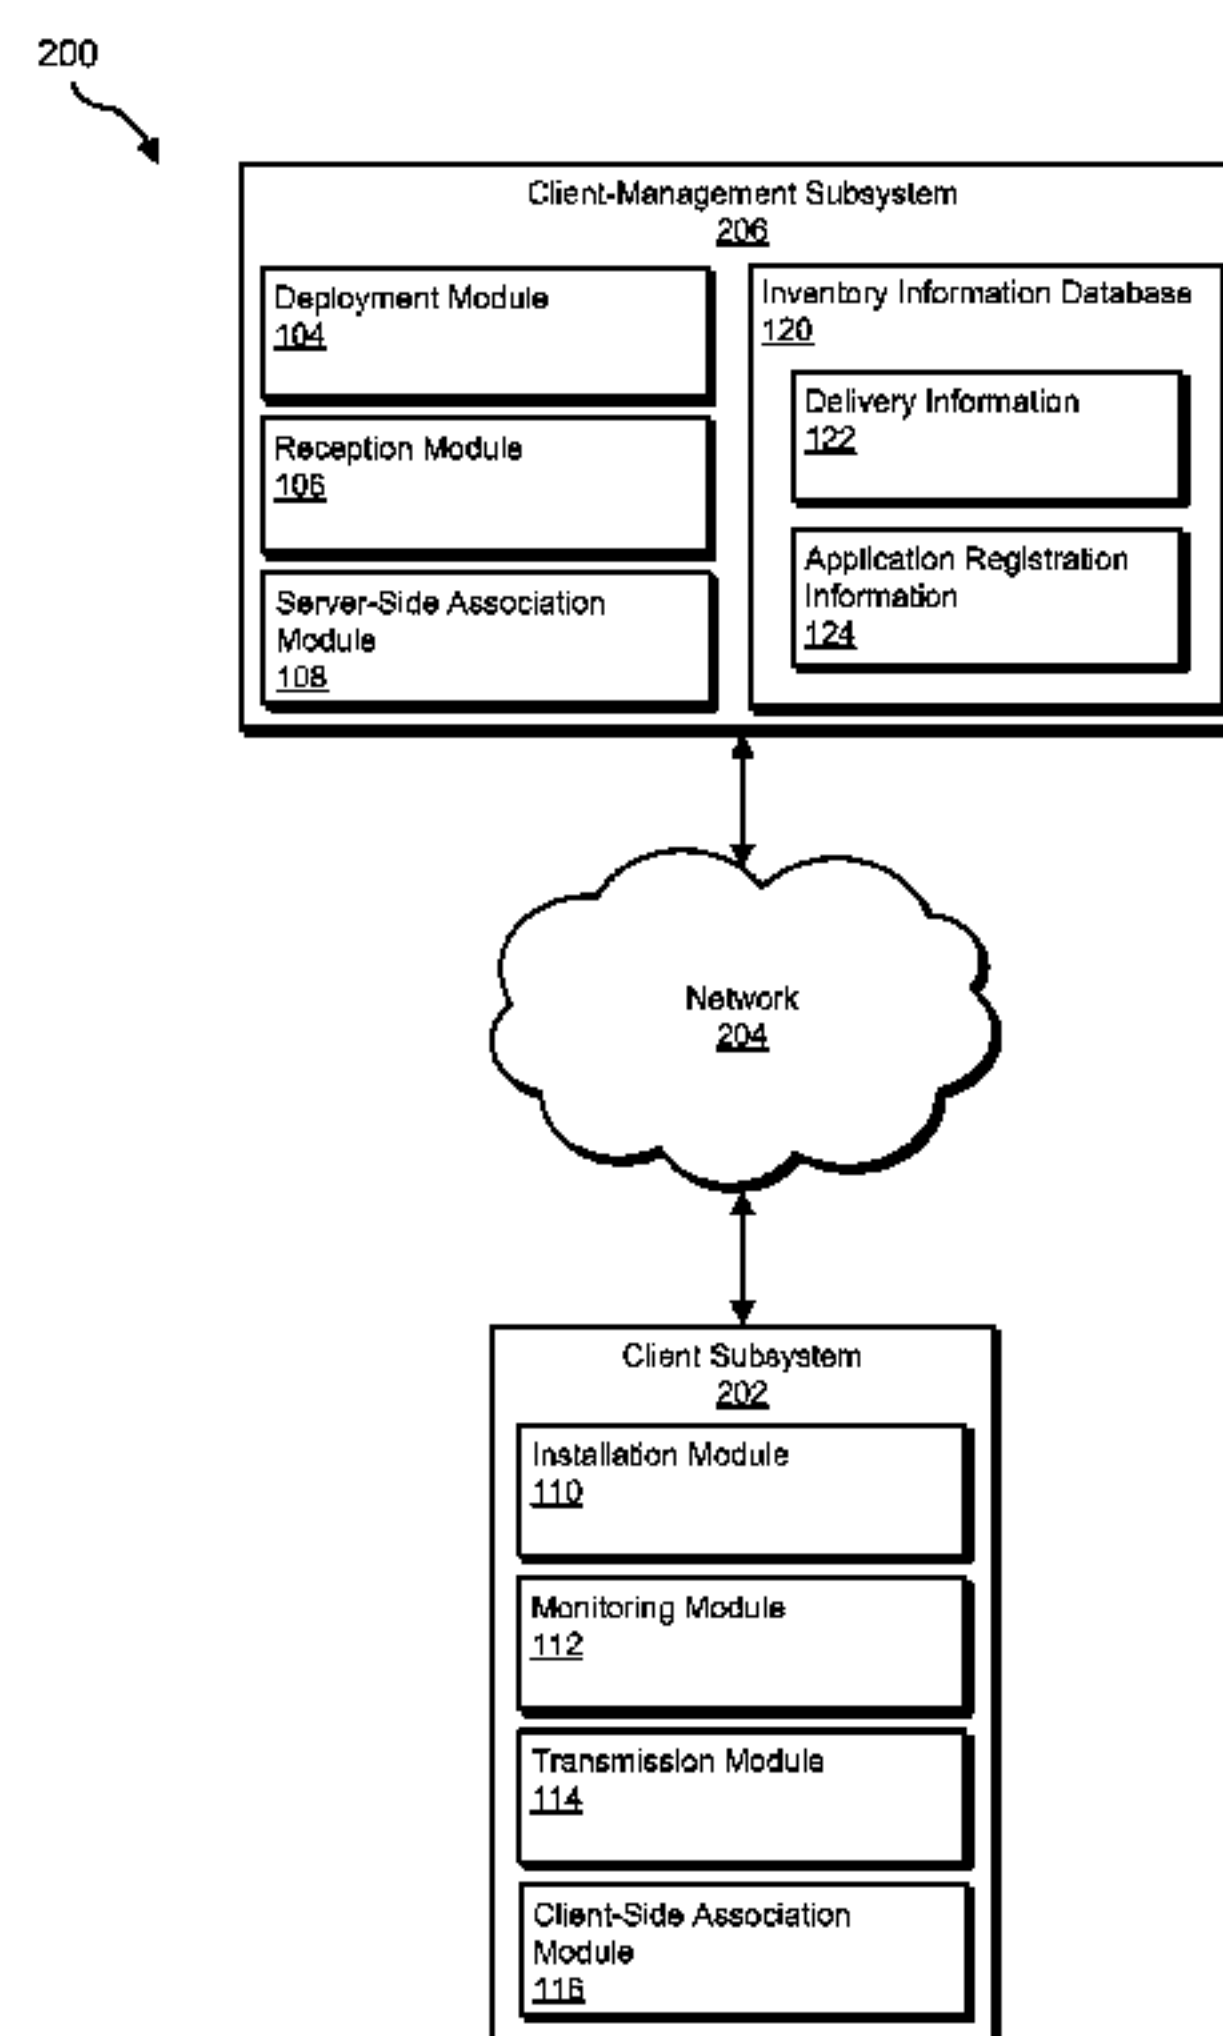 200
Client-Management Subsystem
206
Deployment Module
104
Reception Module
106
Server-Side Association
Module
108
Inventory Information Database
120
Delivery Information
122
Application Registration
Information
124
Network
204
Client Subsystem
202
Installation Module
110
Monitoring Module
112
Transmission Module
114
Client-Side Association
Module
116